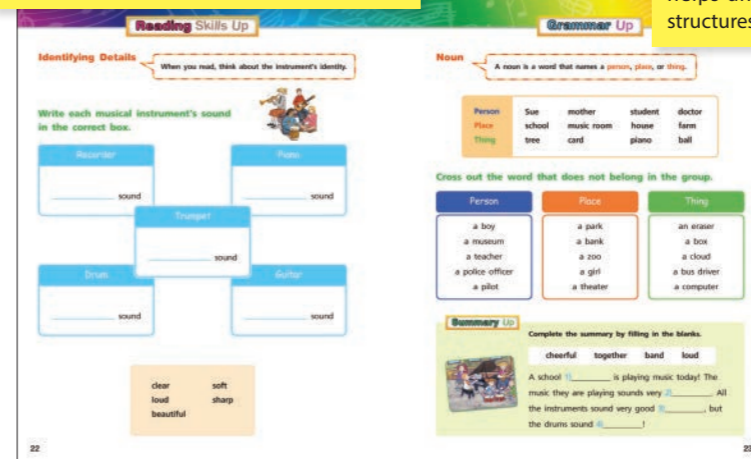 helps an
structures
Reading Skills Up
Identifying Details
When you read, think about the instrument's identity.
Write each musical instrument's sound
in the correct box.
Recorder
sound
Piano
sound
Trumpet
sound
Drum
sound
Guitar
sound
clear soft
loud sharp
beautiful
22
Grammar Up
Noun
A noun is a word that names a person, place, or thing.
Person Sue mother student doctor
Place school music room house farm
Thing tree card piano ball
Cross out the word that does not belong in the group.
Person
a boy
a museum
a teacher
a police officer
a pilot
Place
a park
a bank
a zoo
a girl
a theater
Thing
an eraser
a box
a cloud
a bus driver
a computer
Summary Up
Complete the summary by filling in the blanks.
cheerful together band loud
A school 1)________ is playing music today! The
music they are playing sounds very 2)________. All
the instruments sound very good 3)________, but
the drums sound 4)________!
23